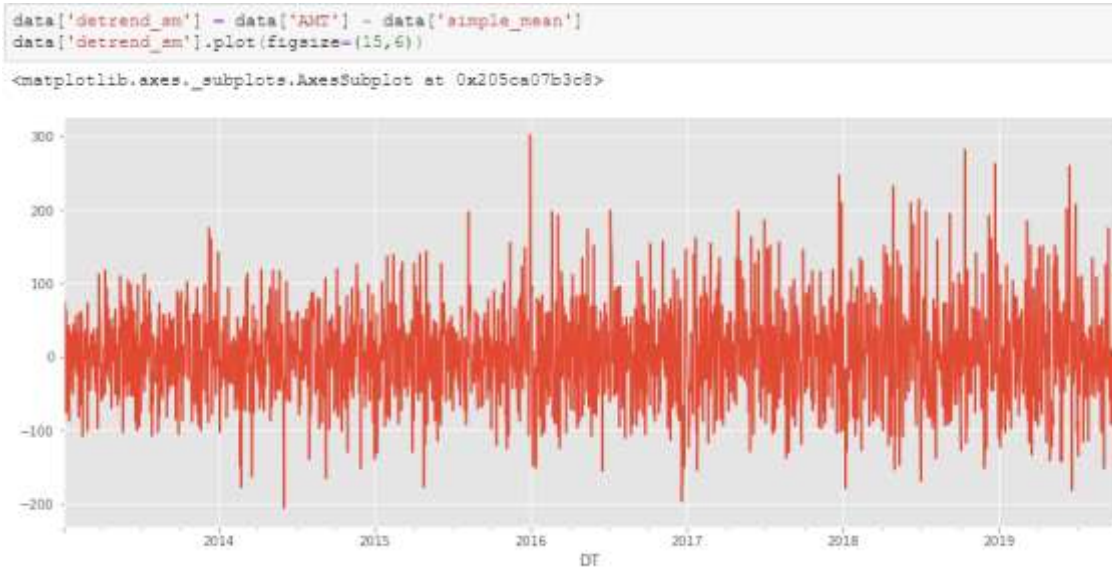 data['detrend_sm'] = data['AMT'] - data['simple_mean']
data['detrend_sm'].plot(figsize=(15,6))
<matplotlib.axes._subplots.AxesSubplot at 0x205ca07b3c8>
300
200
100
0
-100
-200
2014 2015 2016 2017 2018 2019
DT